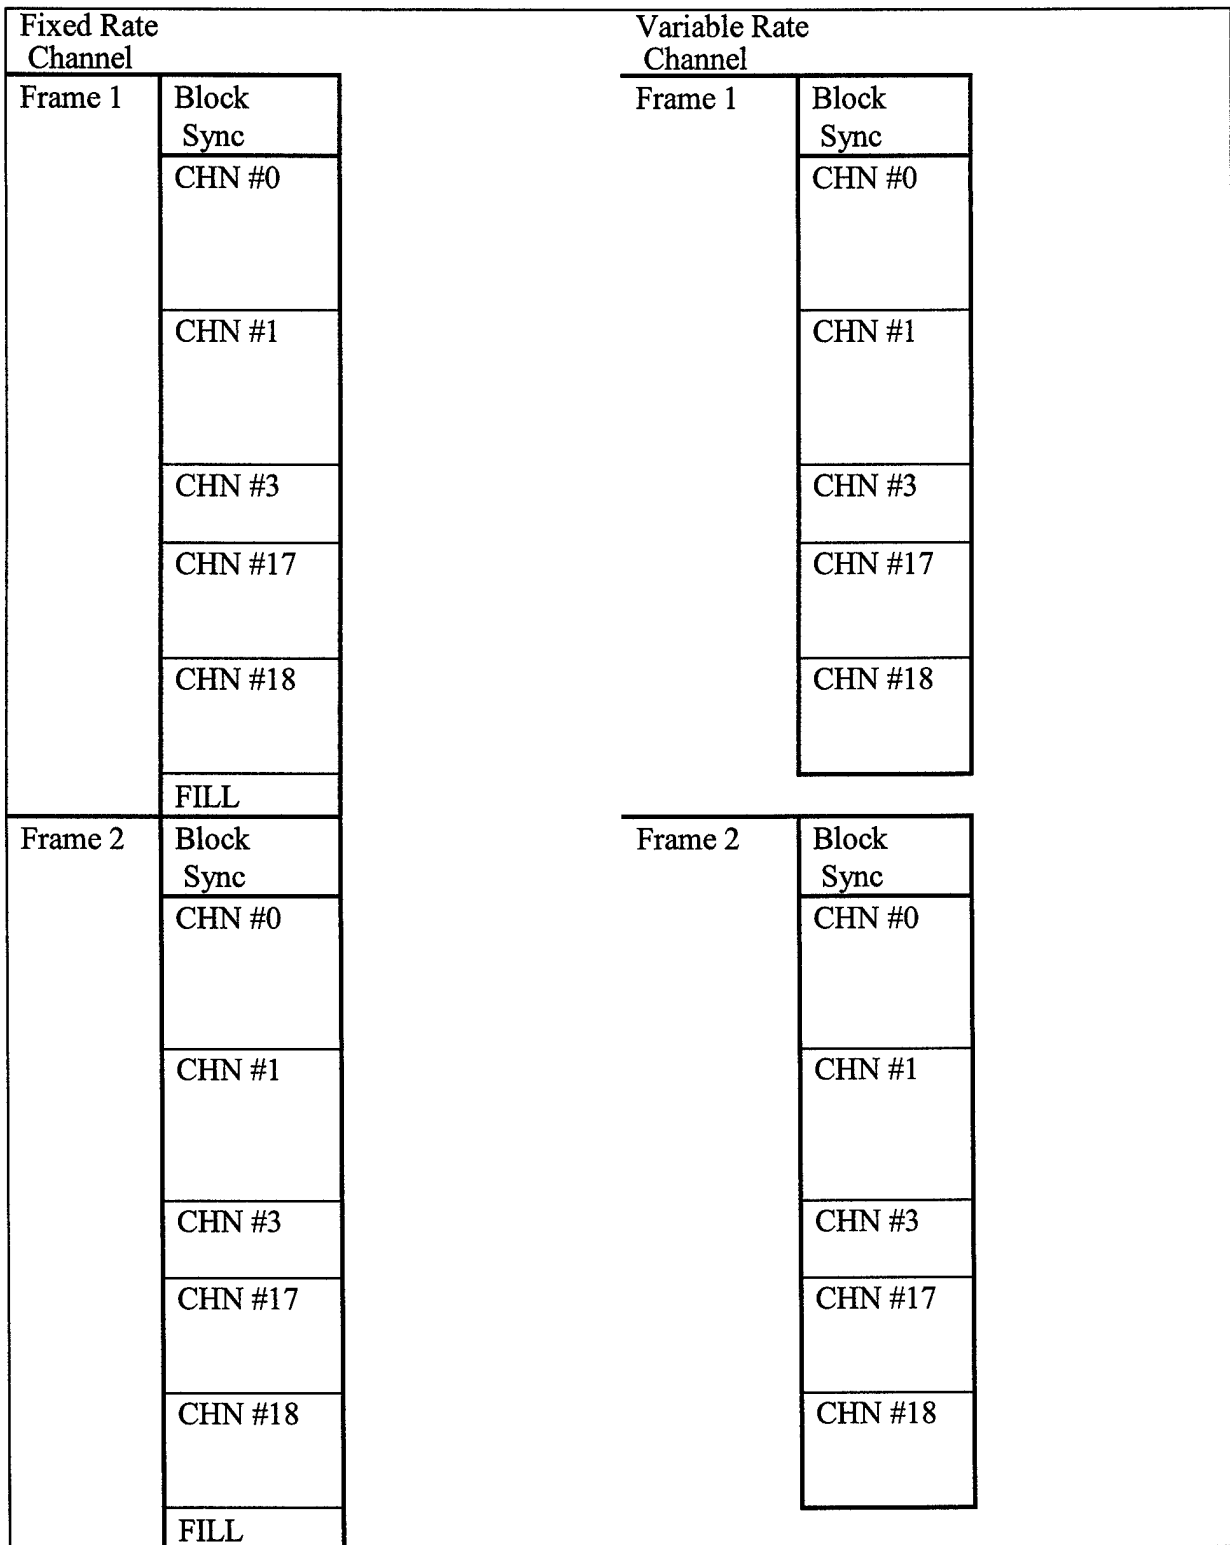 Fixed Rate
Channel
Frame 1
Block
Sync
CHN #0
CHN #1
CHN #3
CHN #17
CHN #18
FILL
Frame 2
Block
Sync
CHN #0
CHN #1
CHN #3
CHN #17
CHN #18
FILL
Variable Rate
Channel
Frame 1
Block
Sync
CHN #0
CHN #1
CHN #3
CHN #17
CHN #18
Frame 2
Block
Sync
CHN #0
CHN #1
CHN #3
CHN #17
CHN #18